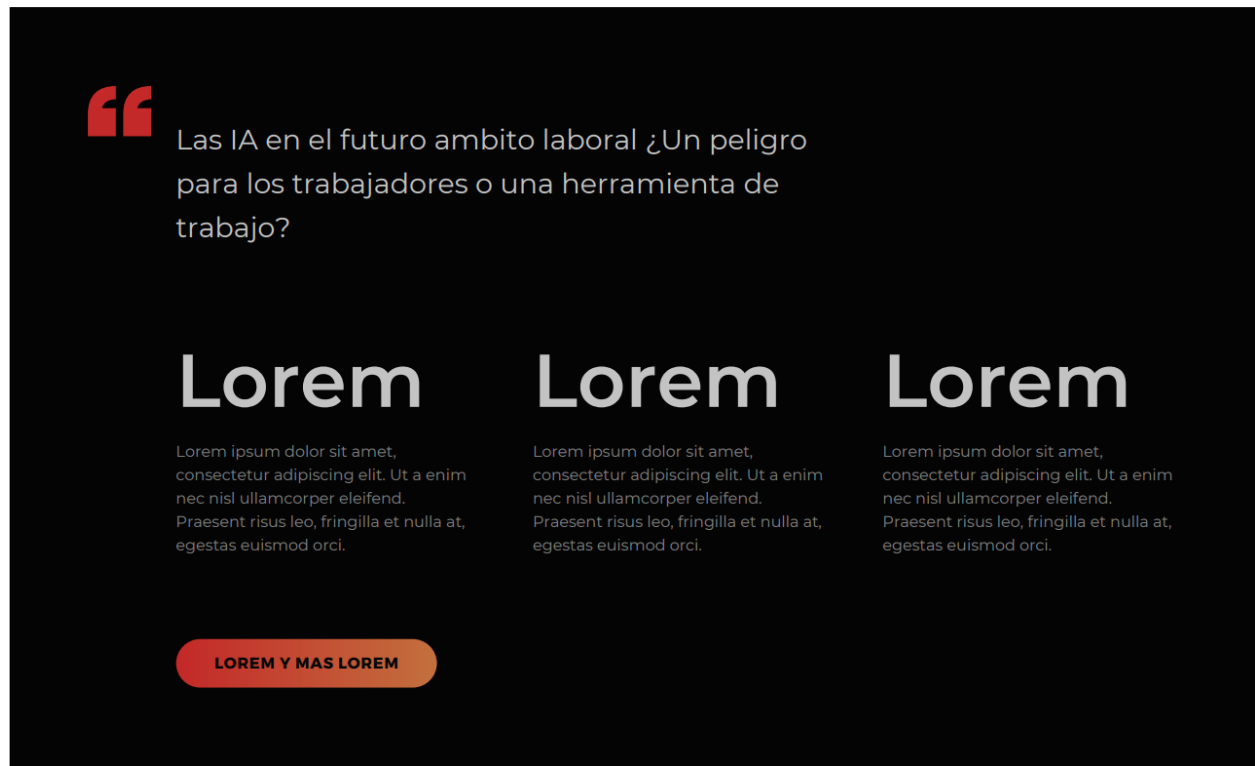 “
Las IA en el futuro ambito laboral ¿Un peligro
para los trabajadores o una herramienta de
trabajo?
Lorem
Lorem ipsum dolor sit amet,
consectetur adipiscing elit. Ut a enim
nec nisl ullamcorper eleifend.
Praesent risus leo, fringilla et nulla at,
egestas euismod orci.
Lorem
Lorem ipsum dolor sit amet,
consectetur adipiscing elit. Ut a enim
nec nisl ullamcorper eleifend.
Praesent risus leo, fringilla et nulla at,
egestas euismod orci.
Lorem
Lorem ipsum dolor sit amet,
consectetur adipiscing elit. Ut a enim
nec nisl ullamcorper eleifend.
Praesent risus leo, fringilla et nulla at,
egestas euismod orci.
LOREM Y MAS LOREM